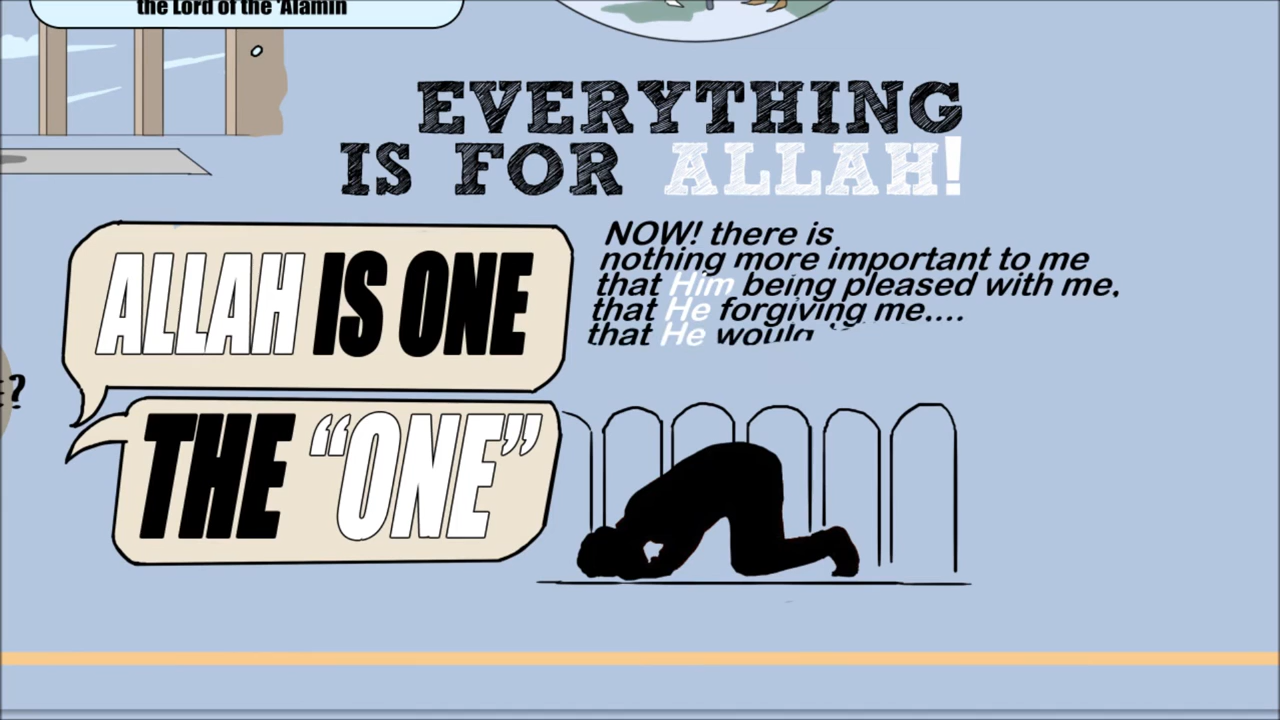 the Lord of the 'Alamin
EVERYTHING
IS FOR ALLAH!
ALLAH IS ONE
THE “ONE”
NOW! there is
nothing more important to me
that Him being pleased with me,
that He forgiving me....
that He would
?